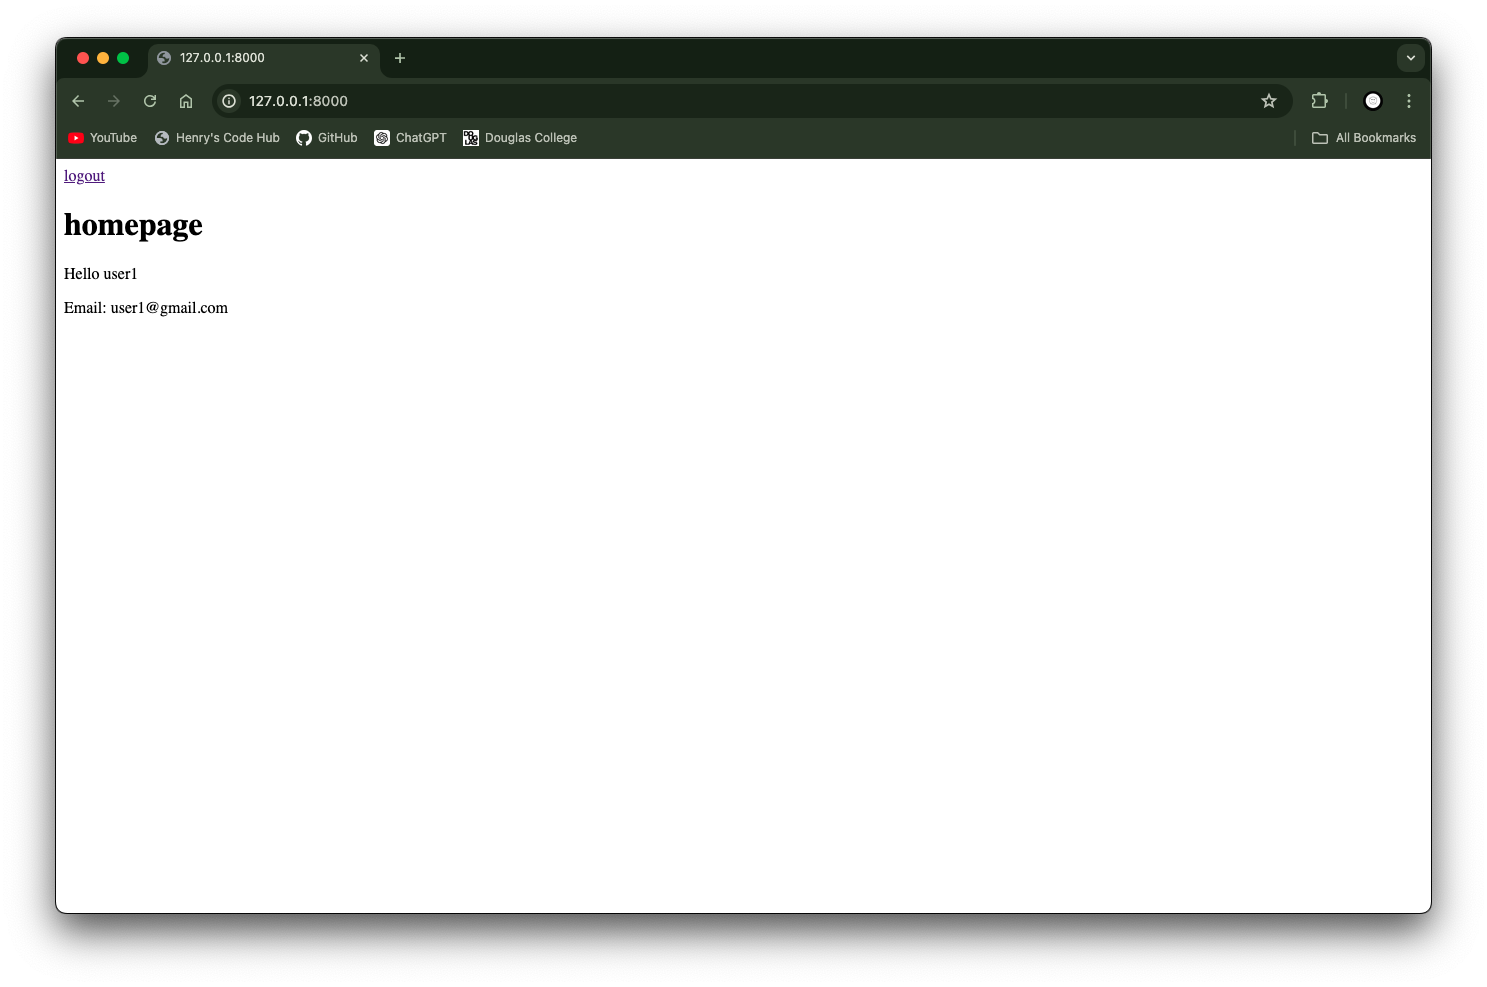 127.0.0.1:8000
127.0.0.1:8000
YouTube Henry's Code Hub GitHub ChatGPT Douglas College All Bookmarks
logout
homepage
Hello user1
Email: user1@gmail.com